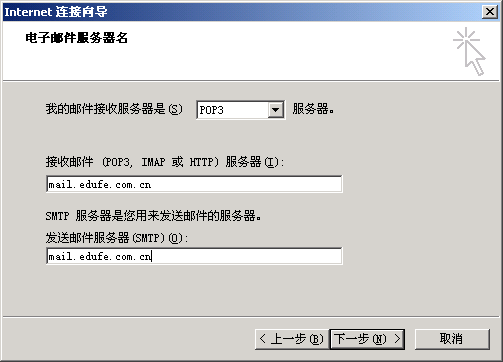 Internet 连接向导
电子邮件服务器名
我的邮件接收服务器是(S) POP3 服务器。
接收邮件 (POP3, IMAP 或 HTTP) 服务器(I):
mail.edufe.com.cn
SMTP 服务器是您用来发送邮件的服务器。
发送邮件服务器(SMTP)(O):
mail.edufe.com.cn
< 上一步(B) 下一步(N) > 取消